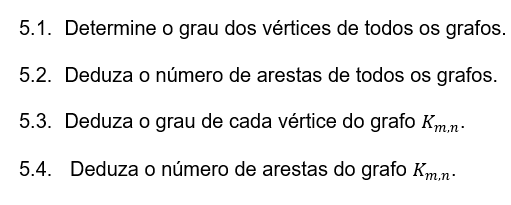 5.1. Determine o grau dos vértices de todos os grafos.
5.2. Deduza o número de arestas de todos os grafos.
5.3. Deduza o grau de cada vértice do grafo K_{m,n}.
5.4. Deduza o número de arestas do grafo K_{m,n}.